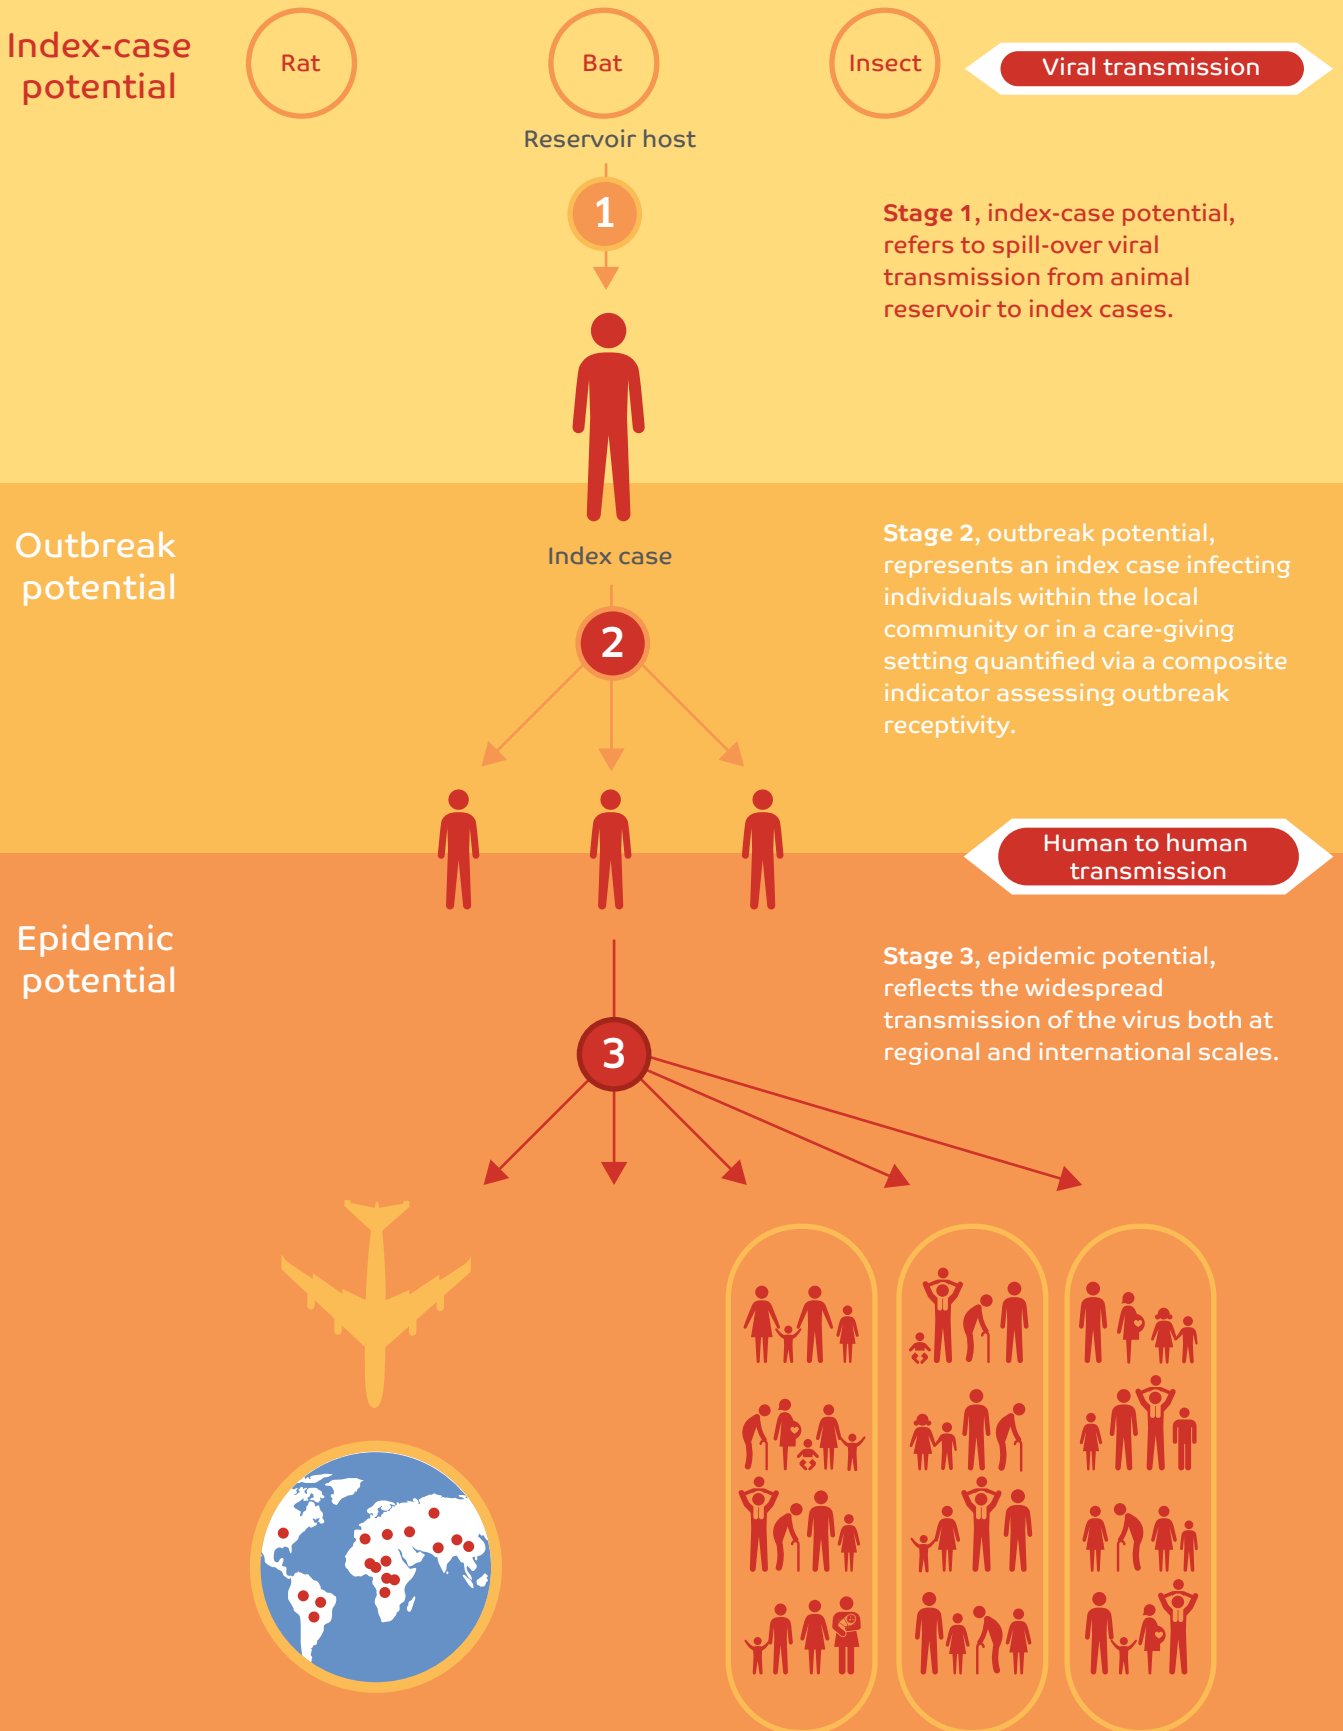 Index-case
potential
Rat
Bat
Insect
Viral transmission
Reservoir host
1
Stage 1, index-case potential,
refers to spill-over viral
transmission from animal
reservoir to index cases.
Outbreak
potential
Index case
2
Stage 2, outbreak potential,
represents an index case infecting
individuals within the local
community or in a care-giving
setting quantified via a composite
indicator assessing outbreak
receptivity.
Human to human
transmission
Epidemic
potential
3
Stage 3, epidemic potential,
reflects the widespread
transmission of the virus both at
regional and international scales.